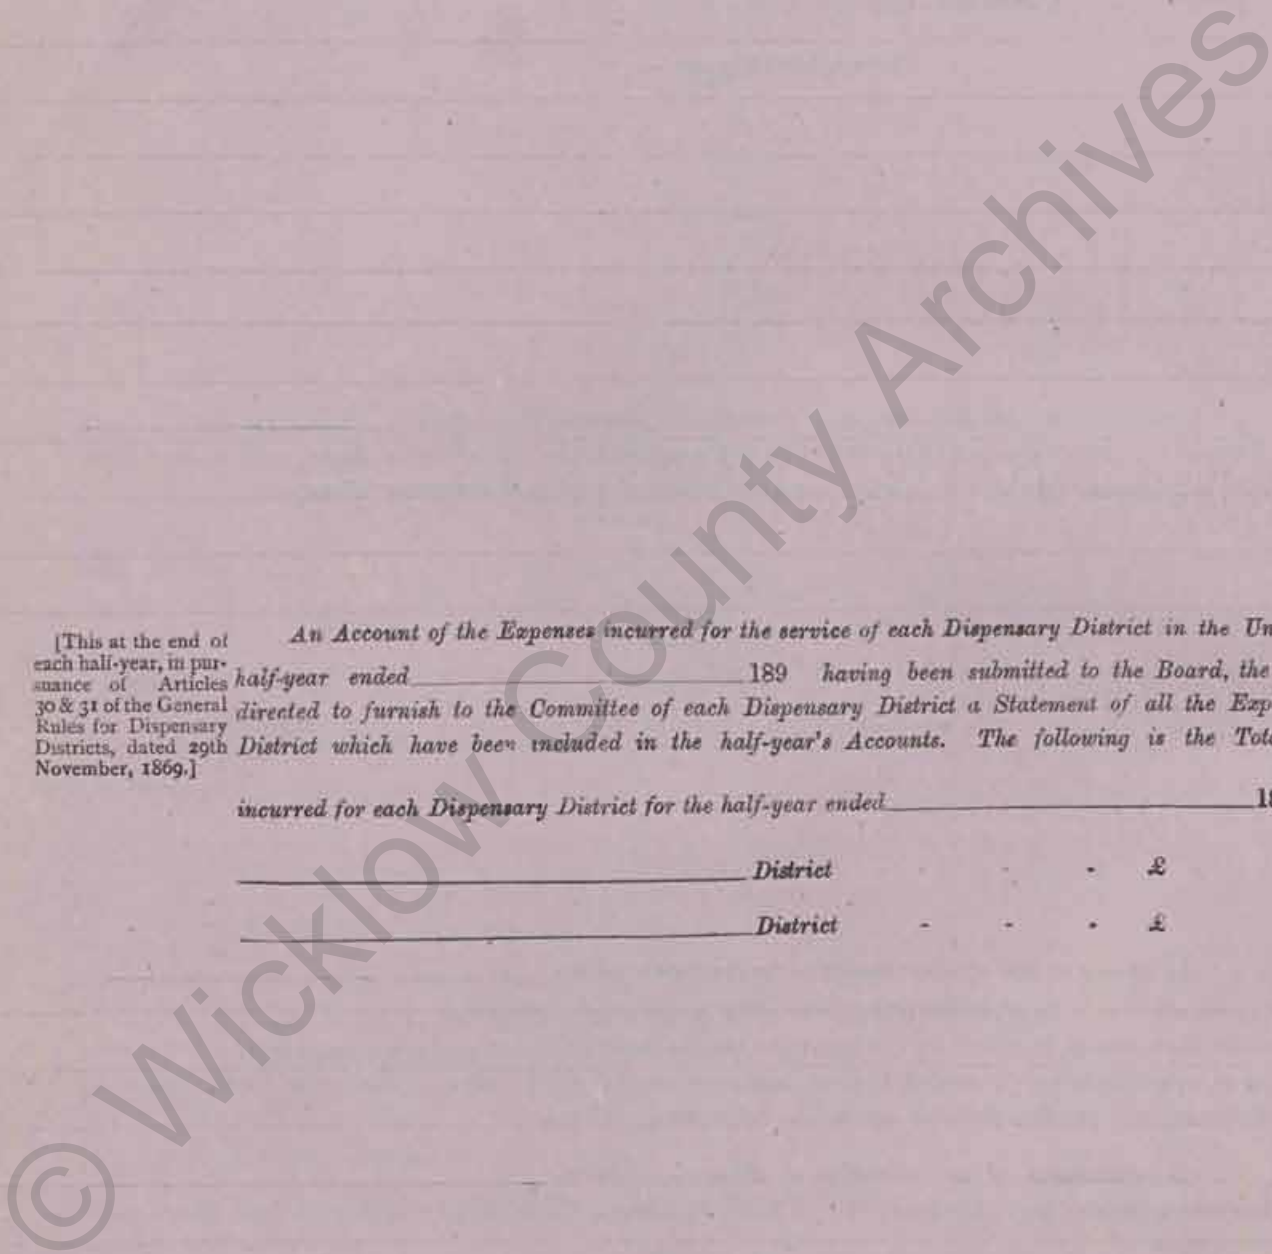 [This at the end of
each half-year, in pur-
suance of Articles
30 & 31 of the General
Rules for Dispensary
Districts, dated 29th
November, 1869.]
An Account of the Expenses incurred for the service of each Dispensary District in the Un
half-year ended 189 having been submitted to the Board, the
directed to furnish to the Committee of each Dispensary District a Statement of all the Exp
District which have been included in the half-year's Accounts. The following is the Tota
incurred for each Dispensary District for the half-year ended 18
District - - - £
District - - - £
© Wicklow County Archives